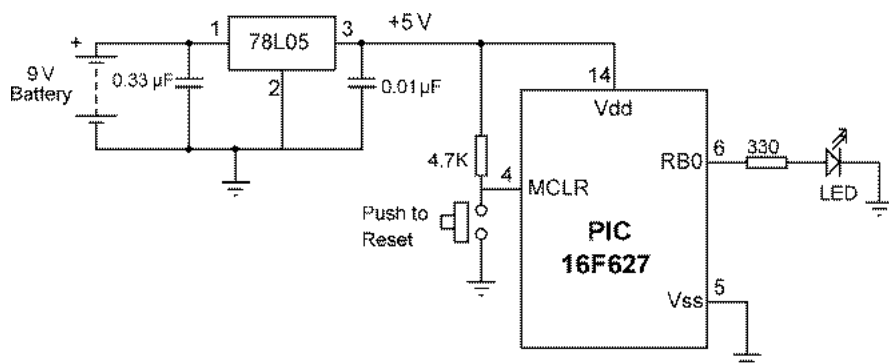 +5 V
1
78L05
3
+
9 V
Battery
0.33 µF
2
0.01µF
14
Vdd
4.7K
4
MCLR
RB0
6
330
LED
Push to
Reset
PIC
16F627
Vss
5